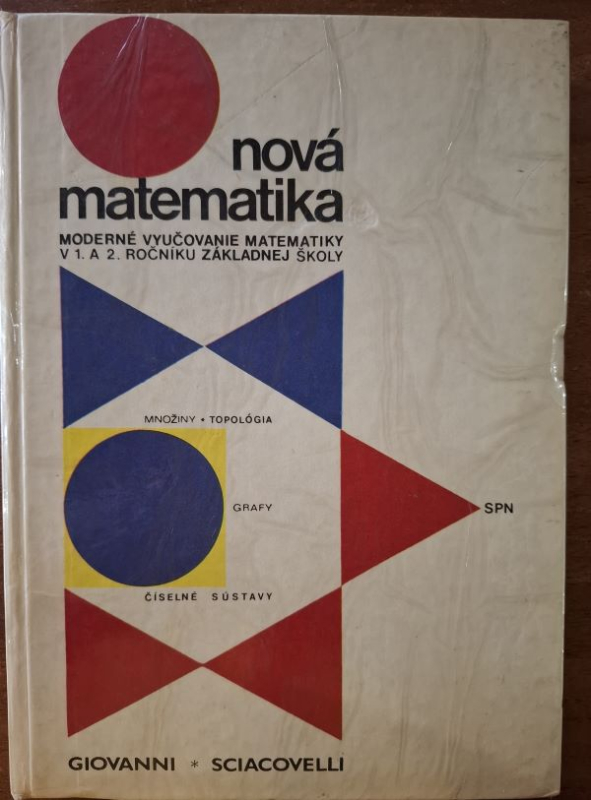 nová
matematika
MODERNÉ VYUČOVANIE MATEMATIKY
V 1. A 2. ROČNÍKU ZÁKLADNEJ ŠKOLY
MNOŽINY • TOPOLÓGIA
GRAFY
SPN
ČÍSELNÉ SÚSTAVY
GIOVANNI * SCIACOVELLI